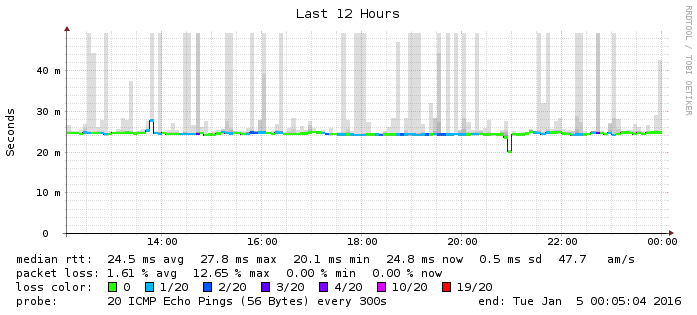 Last 12 Hours
RRDTOOL / TOBI OETIKER
Seconds
40 m
30 m
20 m
10 m
0
14:00 16:00 18:00 20:00 22:00 00:00
median rtt: 24.5 ms avg 27.8 ms max 20.1 ms min 24.8 ms now 0.5 ms sd 47.7 am/s
packet loss: 1.61 % avg 12.65 % max 0.00 % min 0.00 % now
loss color: 0 1/20 2/20 3/20 4/20 10/20 19/20
probe: 20 ICMP Echo Pings (56 Bytes) every 300s end: Tue Jan 5 00:05:04 2016